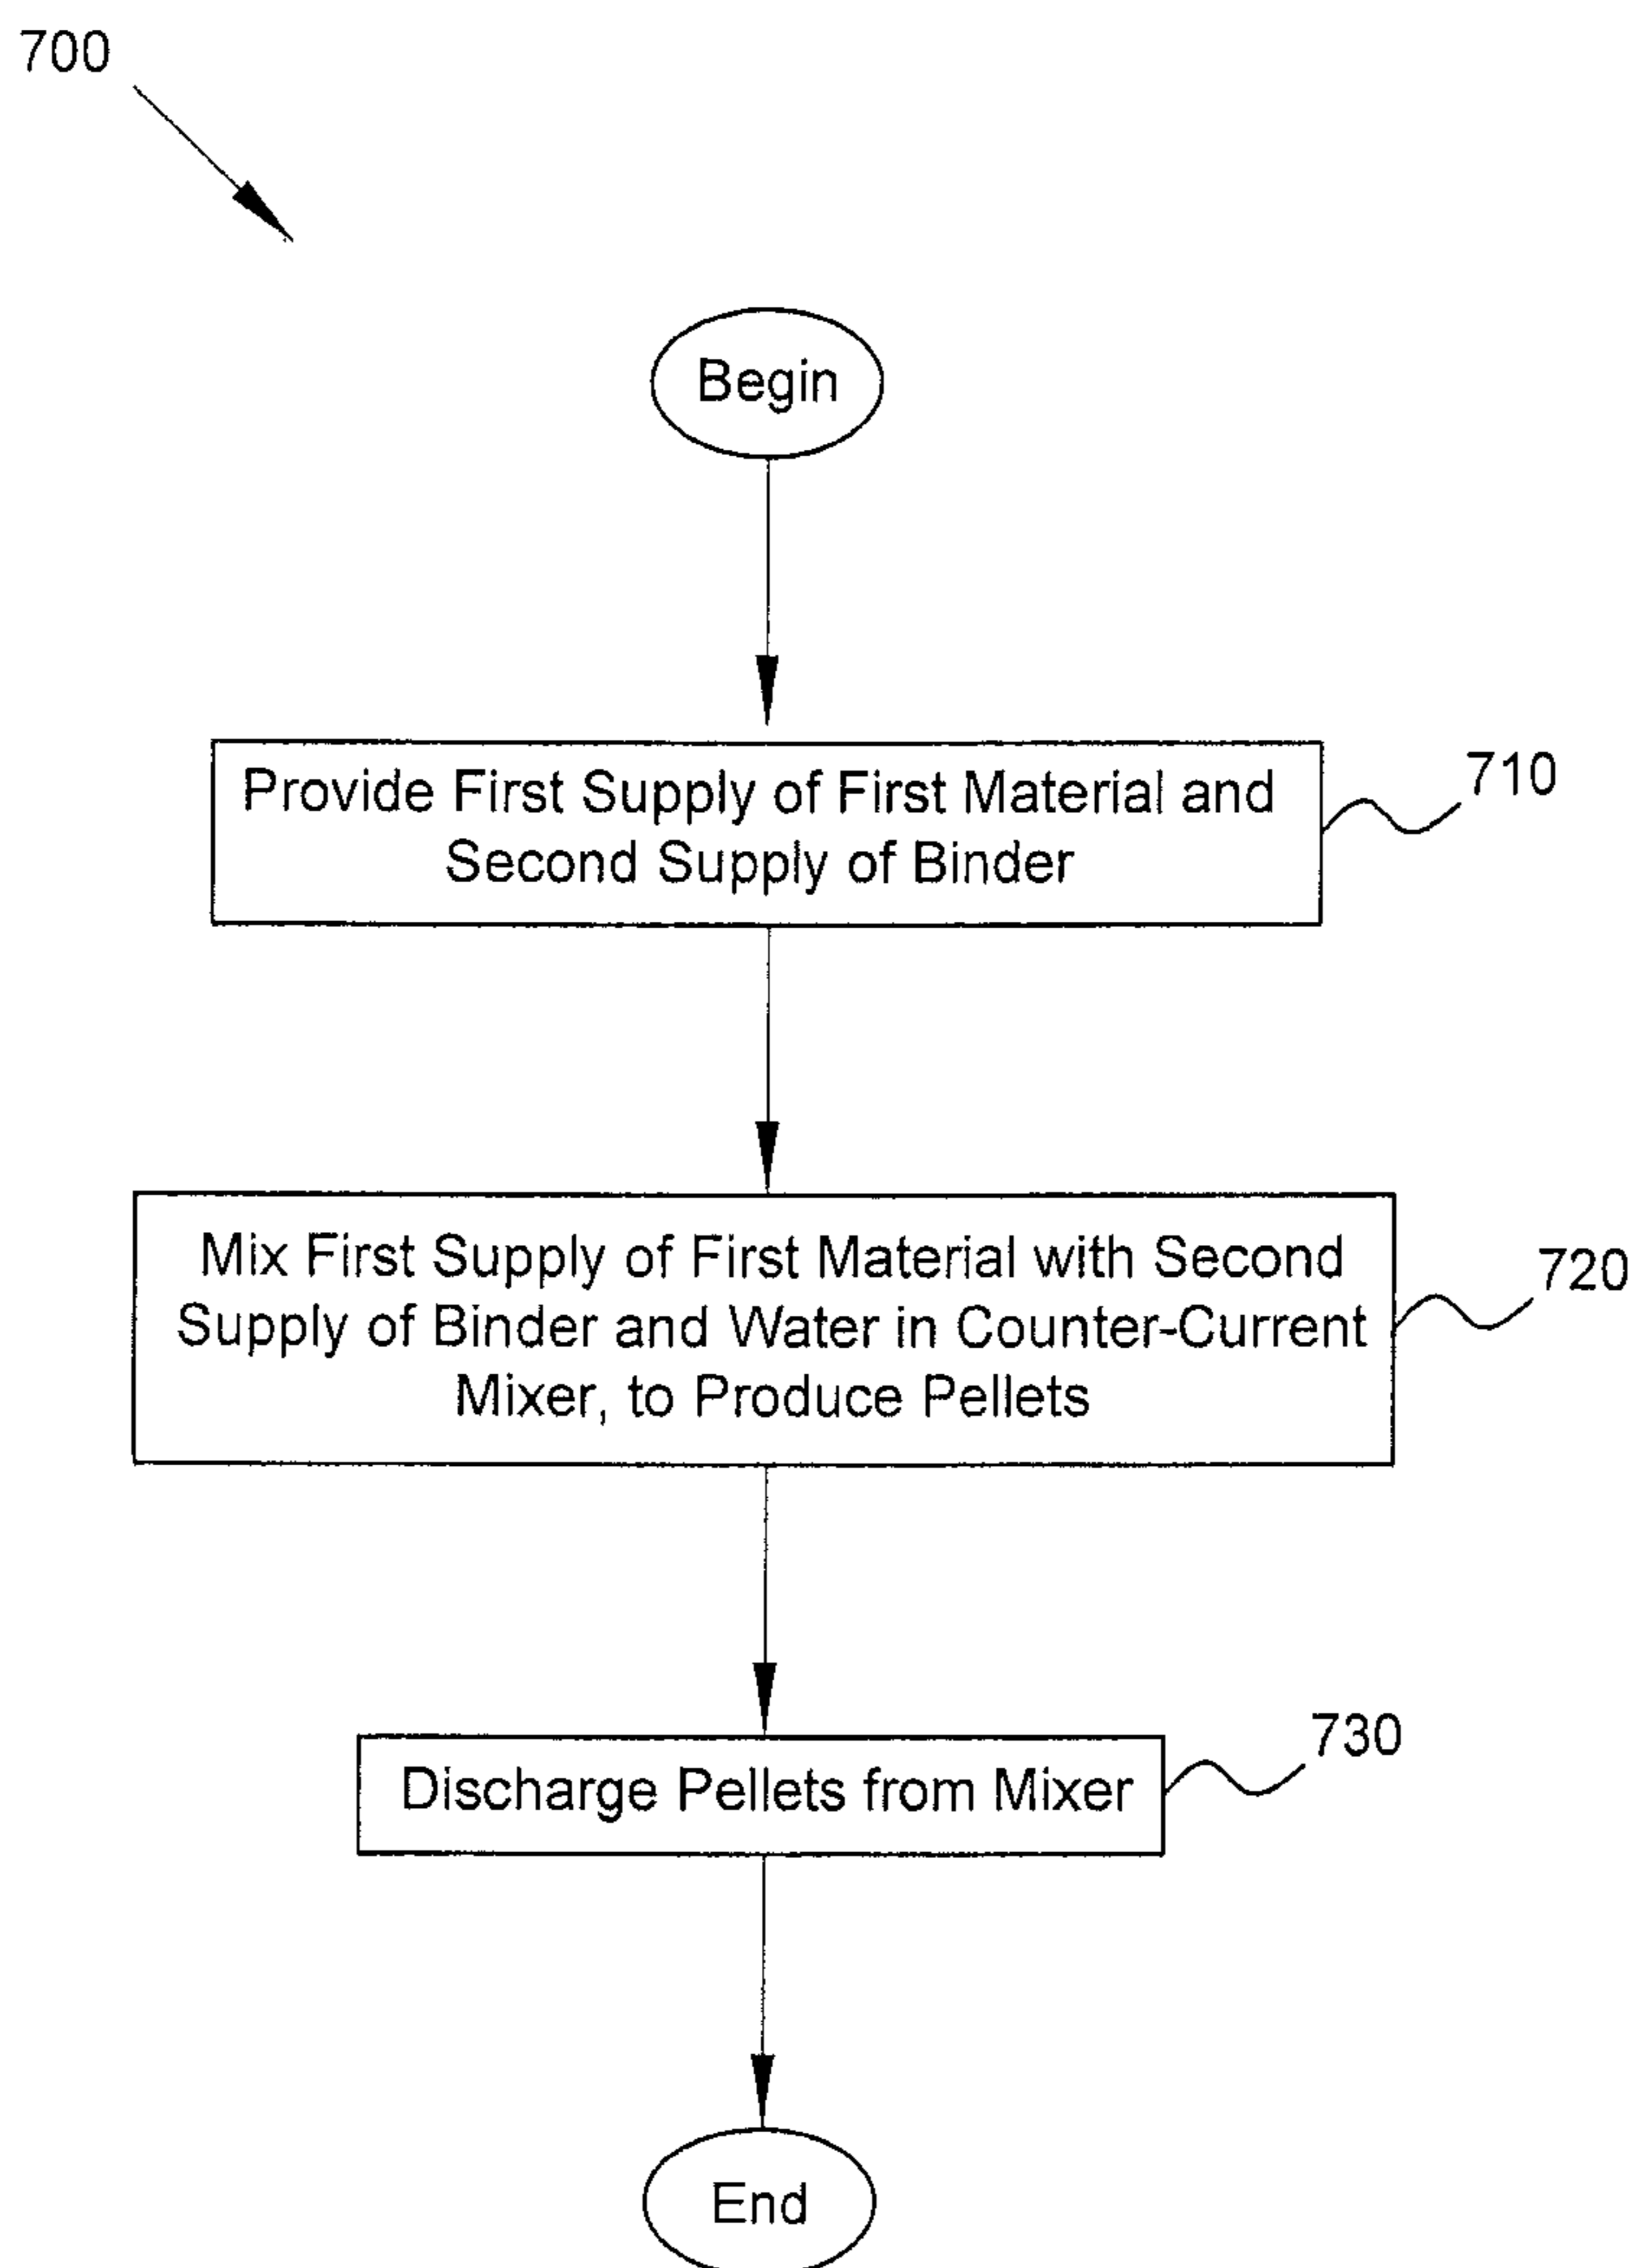 700
Begin
Provide First Supply of First Material and
Second Supply of Binder
710
Mix First Supply of First Material with Second
Supply of Binder and Water in Counter-Current
Mixer, to Produce Pellets
720
Discharge Pellets from Mixer
730
End